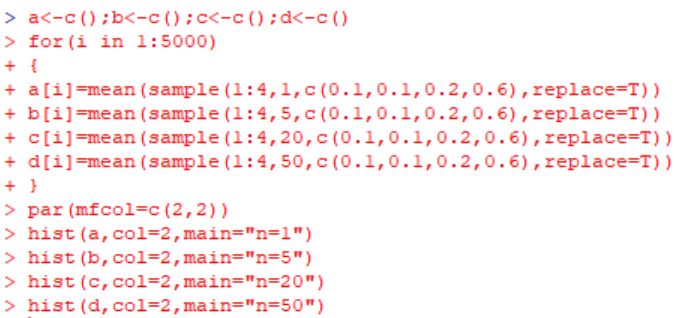 > a<-c();b<-c();c<-c();d<-c()
> for(i in 1:5000)
+ {
+ a[i]=mean(sample(1:4,1,c(0.1,0.1,0.2,0.6),replace=T))
+ b[i]=mean(sample(1:4,5,c(0.1,0.1,0.2,0.6),replace=T))
+ c[i]=mean(sample(1:4,20,c(0.1,0.1,0.2,0.6),replace=T))
+ d[i]=mean(sample(1:4,50,c(0.1,0.1,0.2,0.6),replace=T))
+ }
> par(mfcol=c(2,2))
> hist(a,col=2,main="n=1")
> hist(b,col=2,main="n=5")
> hist(c,col=2,main="n=20")
> hist(d,col=2,main="n=50")